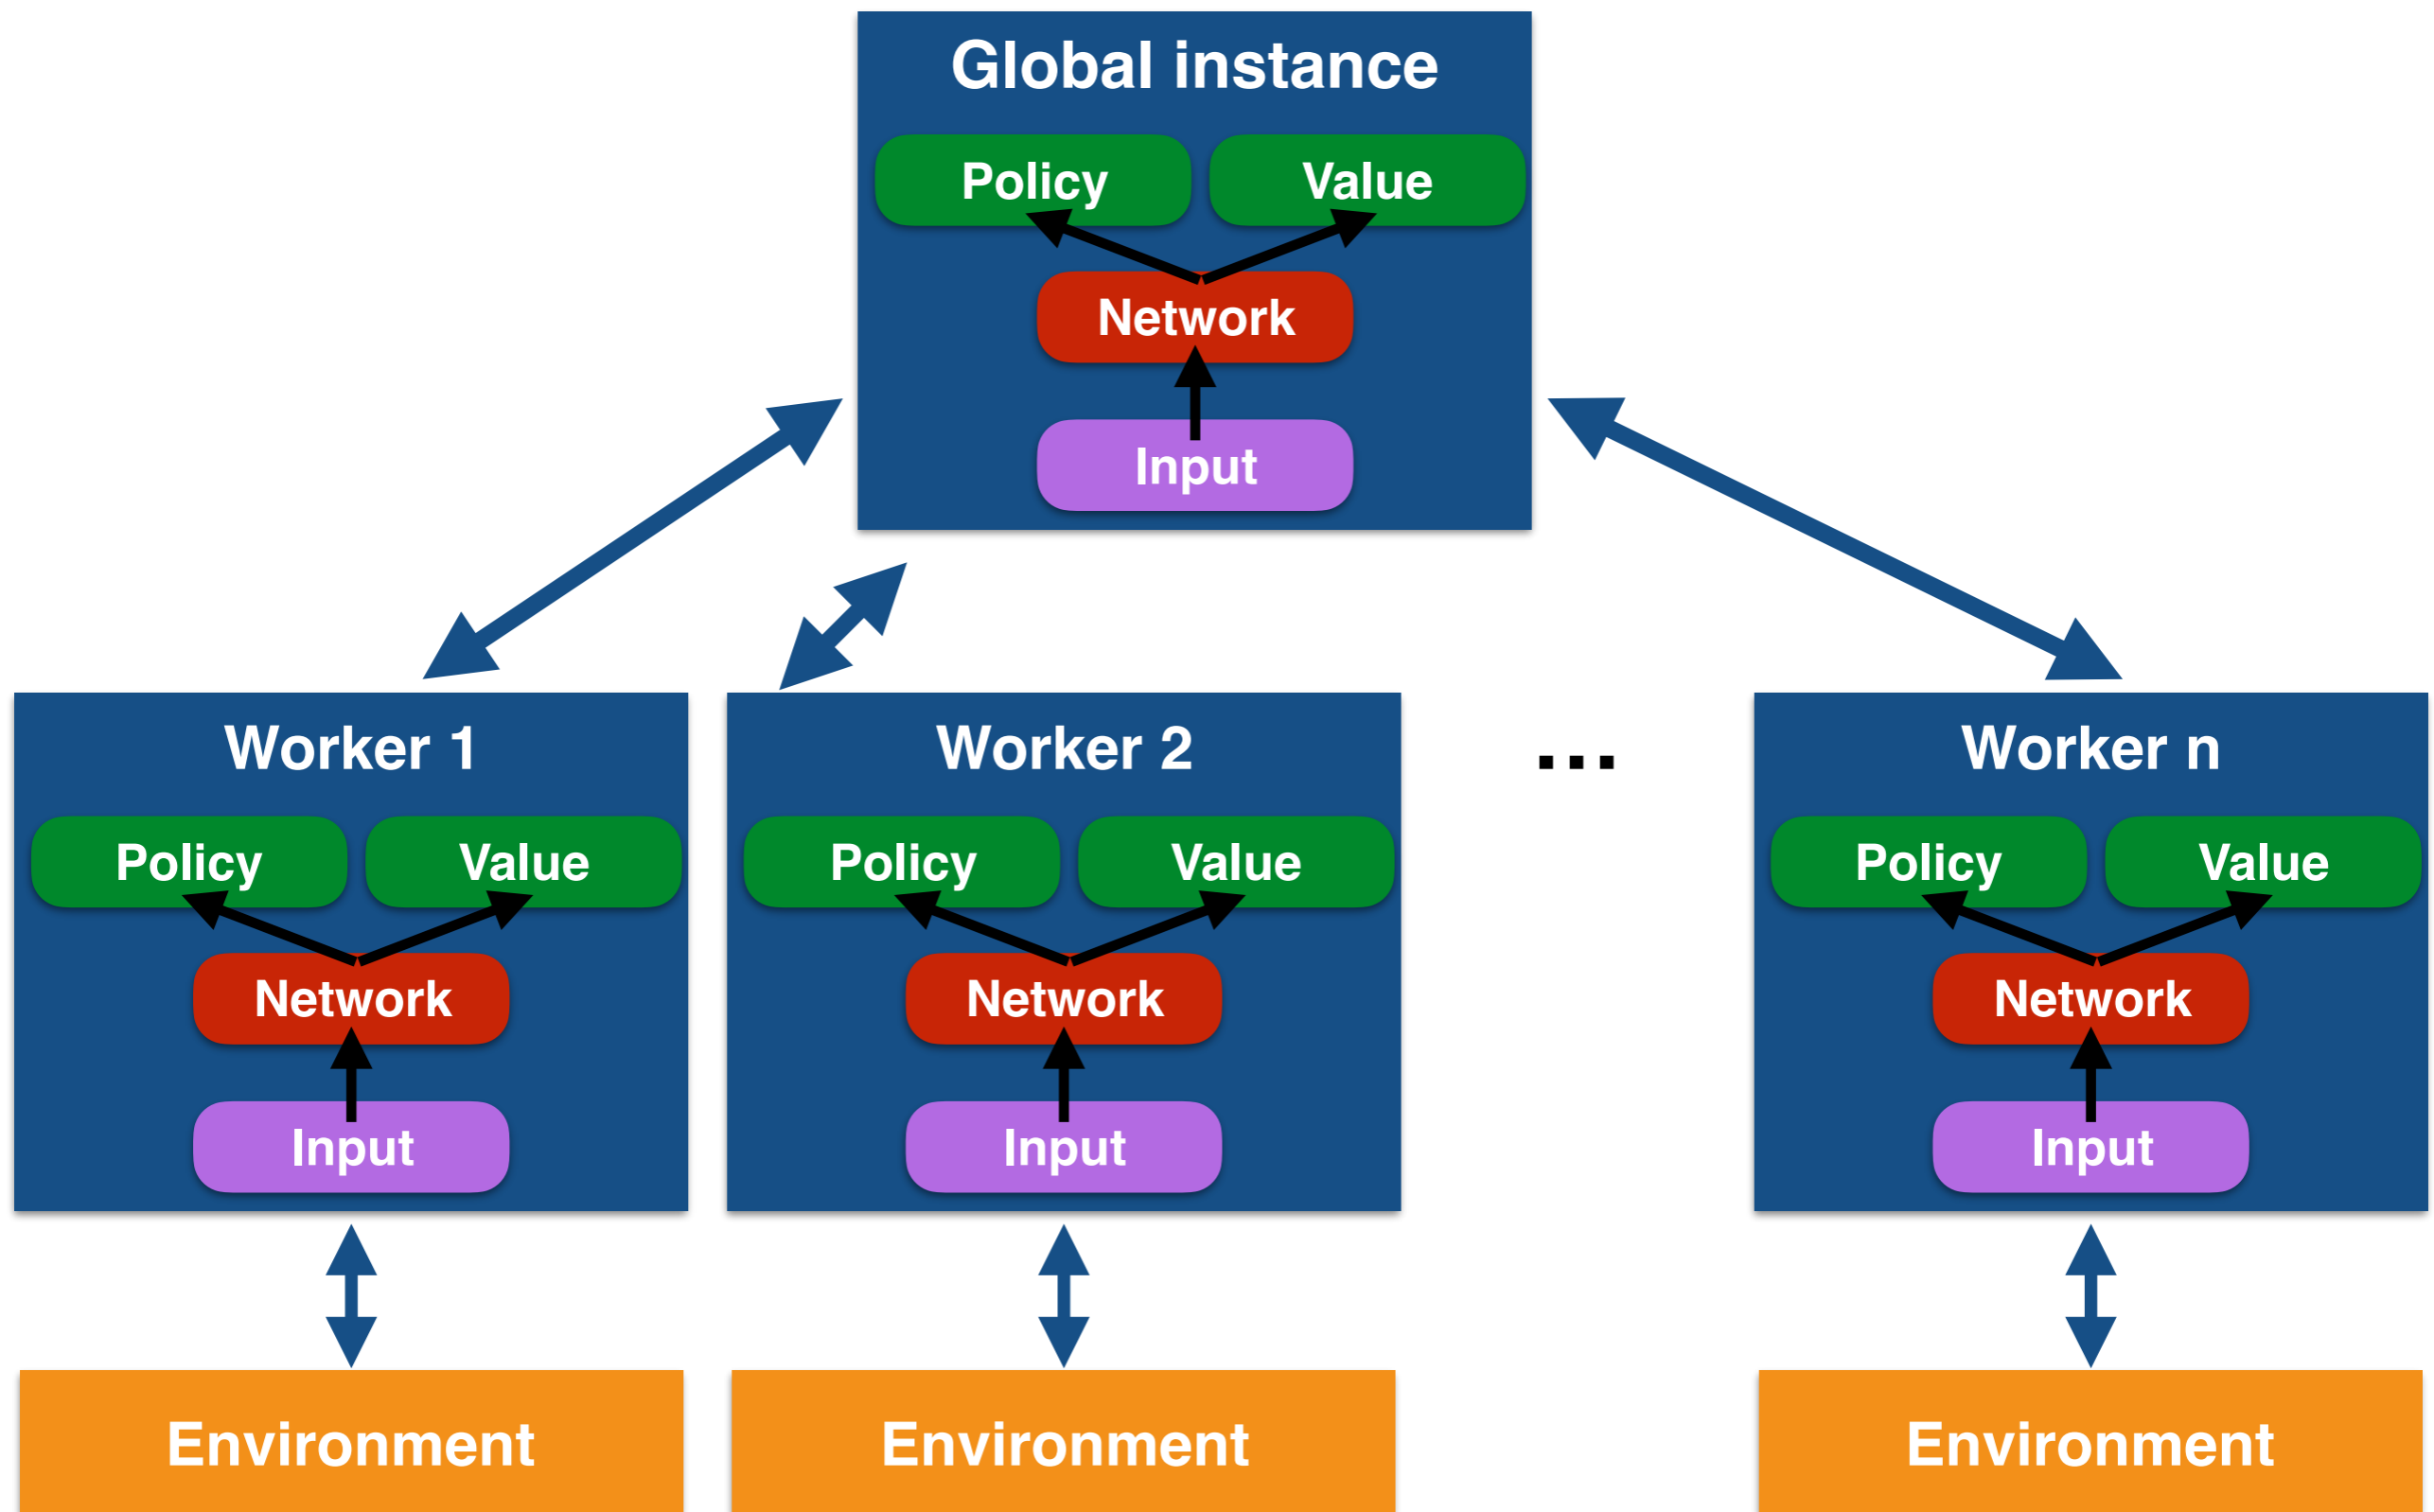 Global instance
Policy Value
Network
Input
Worker 1 Worker 2 ... Worker n
Policy Value Policy Value Policy Value
Network Network Network
Input Input Input
Environment Environment Environment